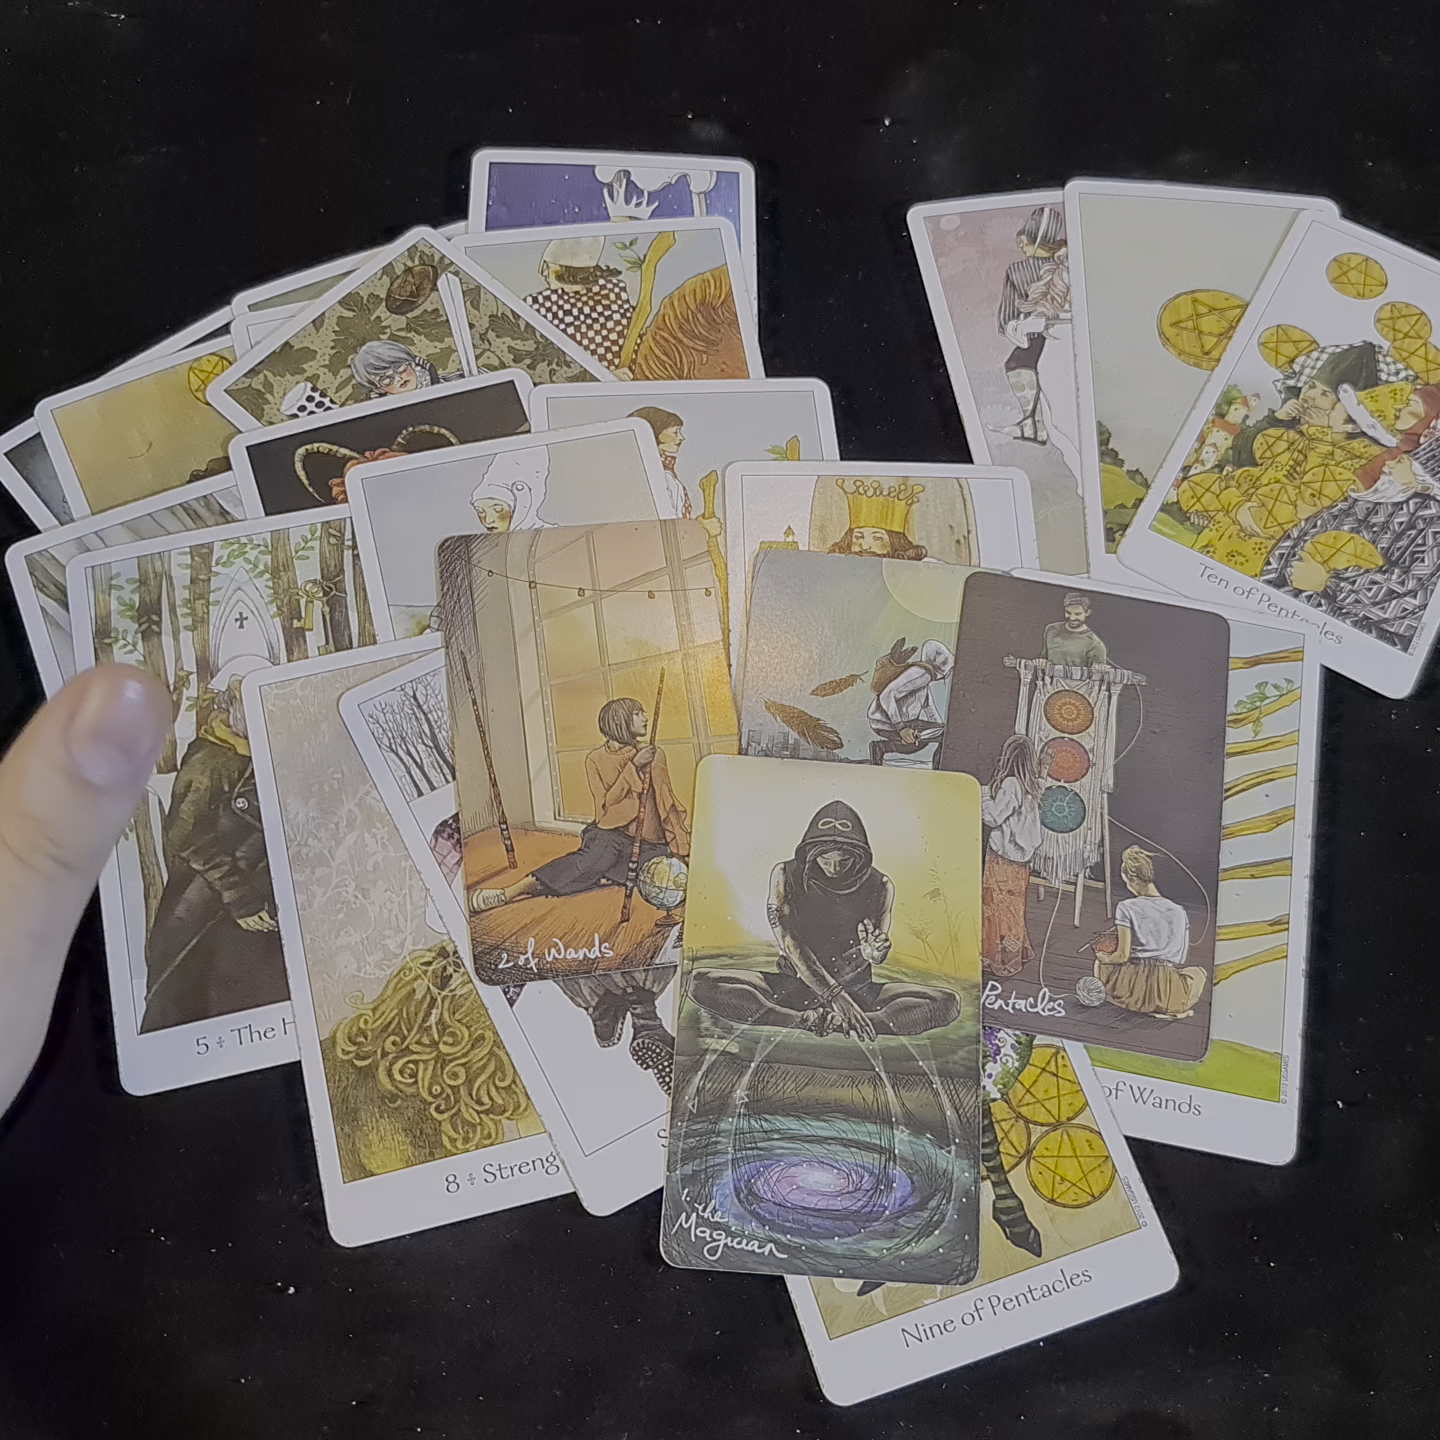 Ten of Pentacles
2 of Wands
Pentacles
5 ⁜ The H
of Wands
8 ⁜ Streng
S
1. the
Magician
Nine of Pentacles